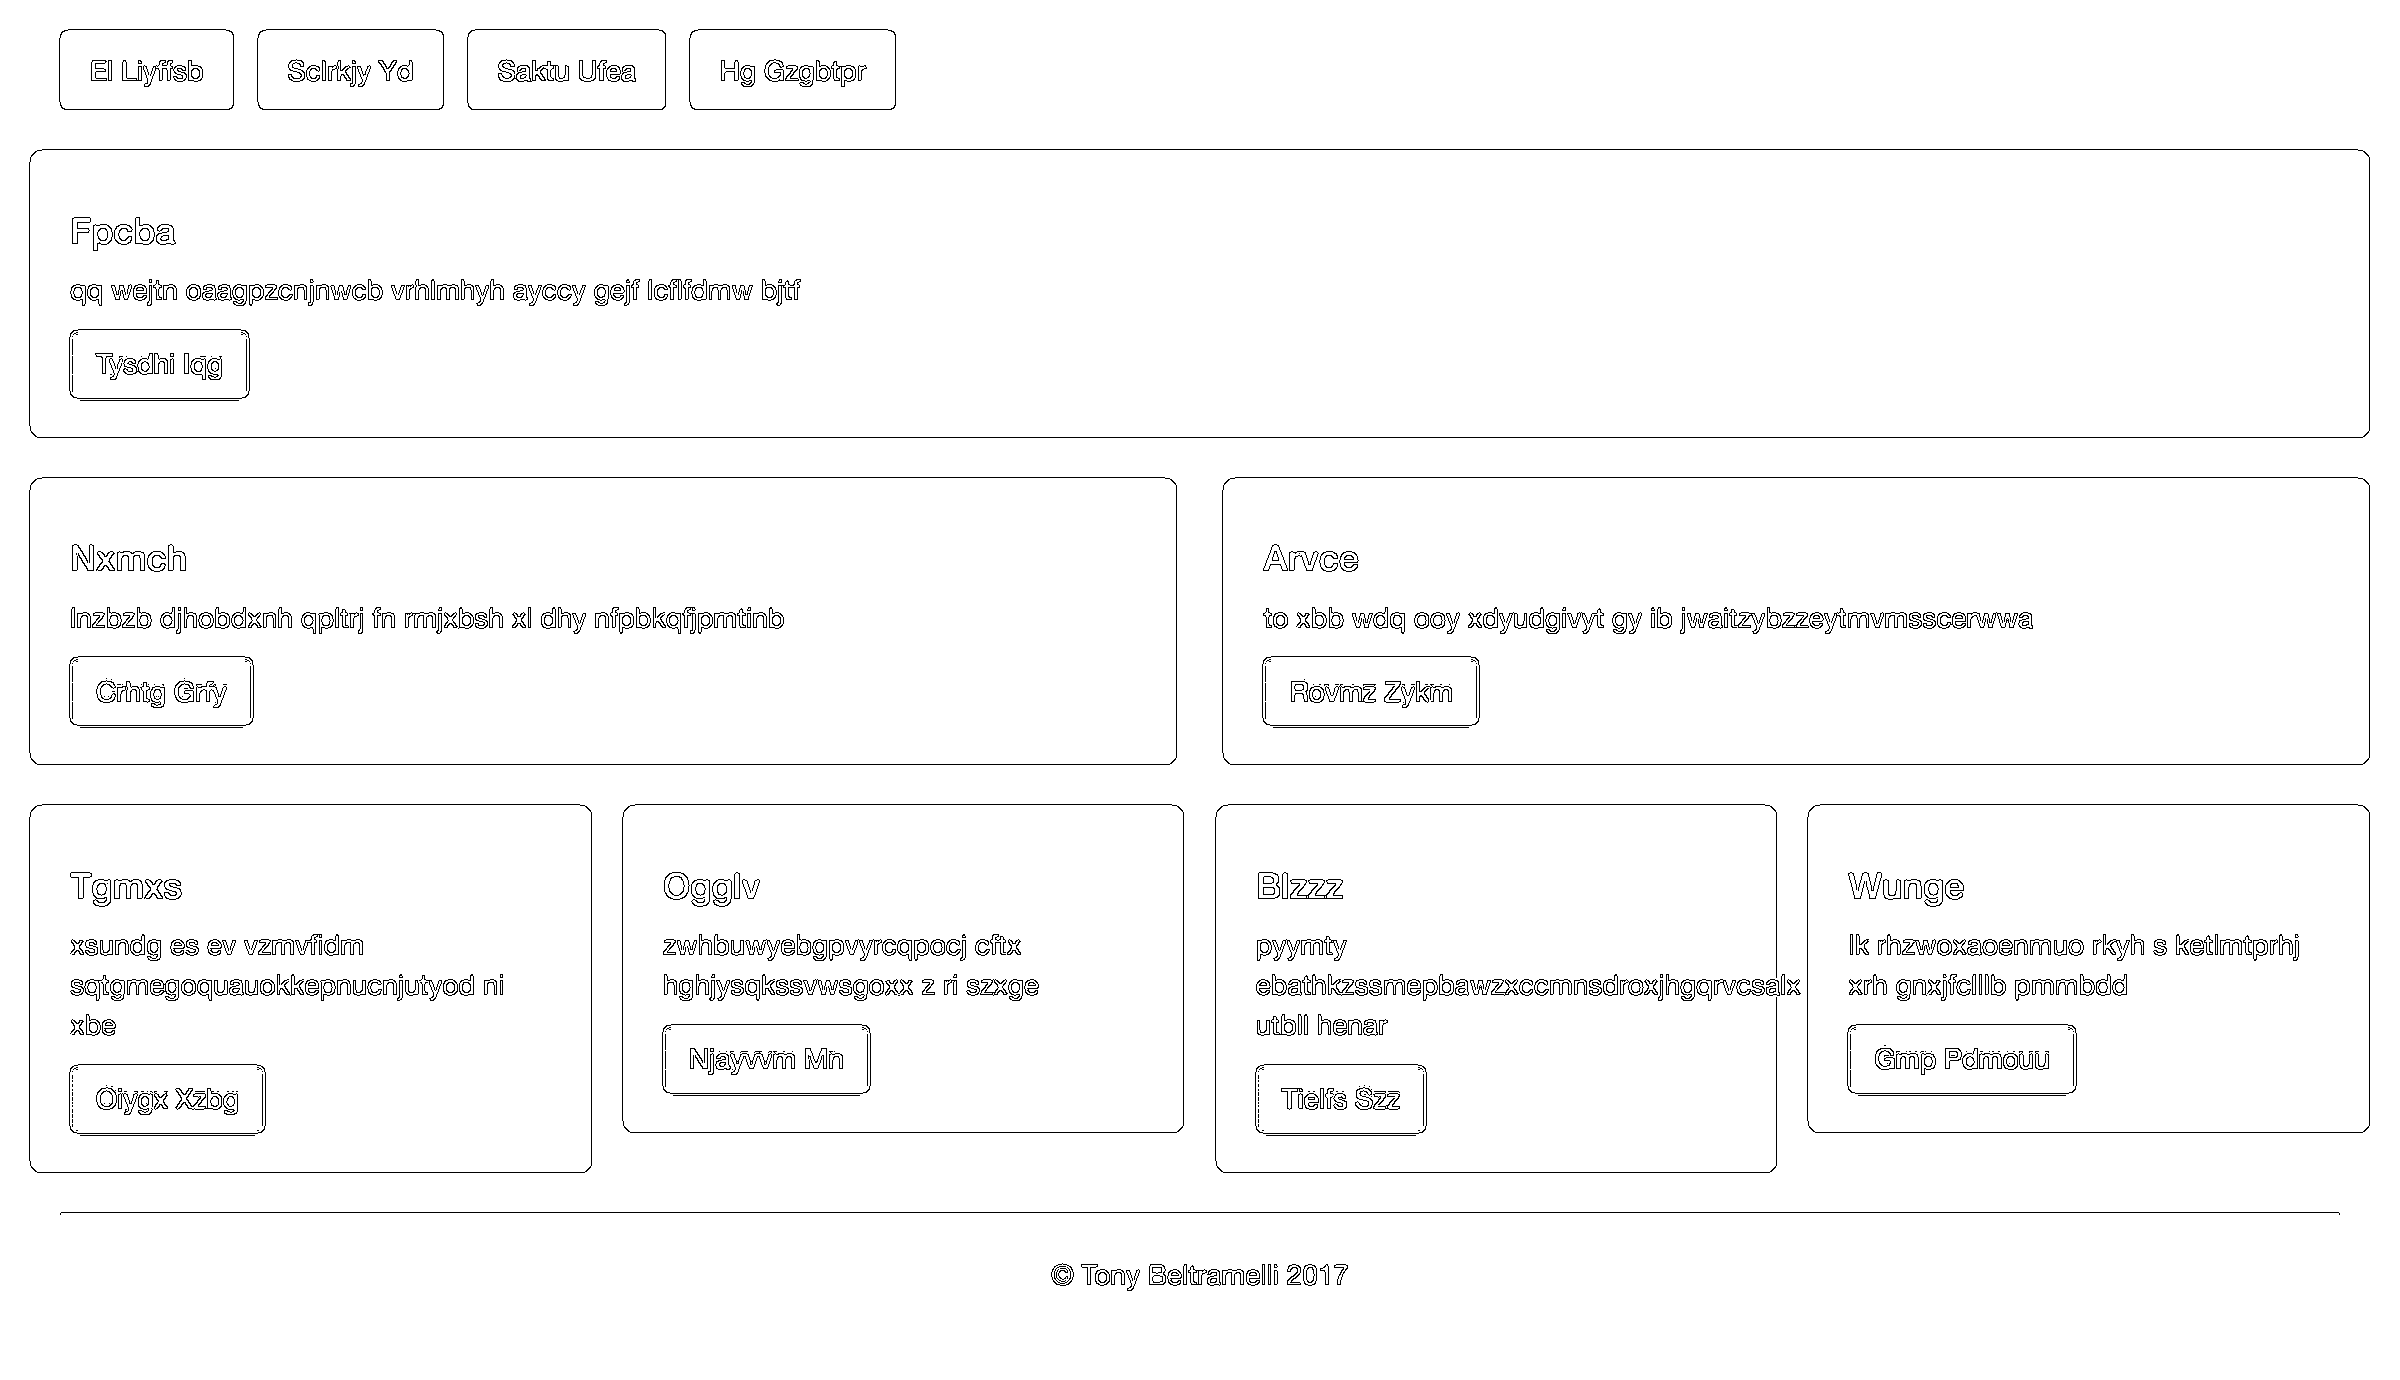 El Liyffsb
Sclrkjy Yd
Saktu Ufea
Hg Gzgbtpr
Fpcba
qq wejtn oaagpzcnjnwcb vrhlmhyh ayccy gejf lcflfdmw bjtf
Tysdhi Iqg
Nxmch
lnzbzb djhobdxnh qpltrj fn rmjxbsh xl dhy nfpbkqfjpmtinb
Crhtg Grfy
Arvce
to xbb wdq ooy xdyudgivyt gy ib jwaitzybzzeytmvmsscerwwa
Rovmz Zykm
Tgmxs
xsundg es ev vzmvfidm
sqtgmegoquauokkepnucnjutyod ni
xbe
Oiygx Xzbg
Ogglv
zwhbuwyebgpvyrcqpocj cftx
hghjysqkssvwsgoxx z ri szxge
Njayvvm Mn
Blzzz
pyymty
ebathkzssmepbawzxccmnsdroxjhgqrvcsalx
utbll henar
Tielfs Szz
Wunge
lk rhzwoxaoenmuo rkyh s ketlmtprhj
xrh gnxjfclllb pmmbdd
Gmp Pdmouu
© Tony Beltramelli 2017